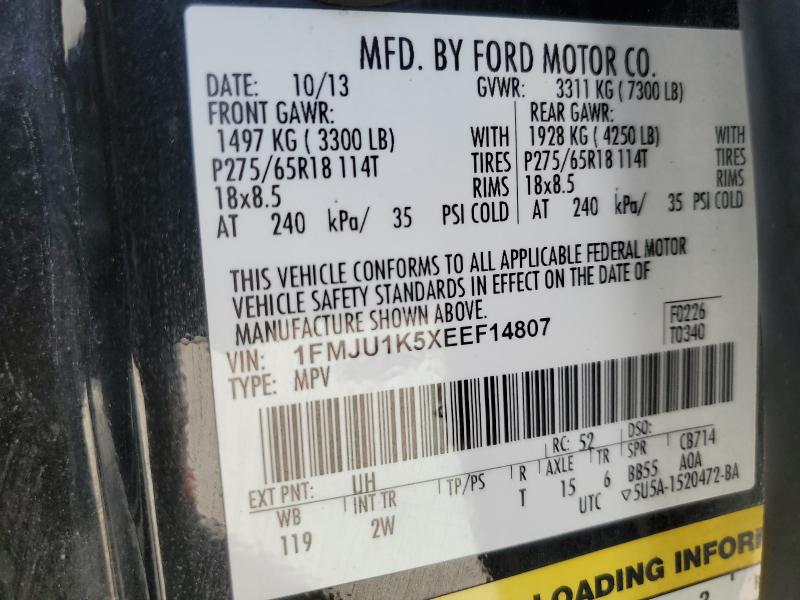 MFD. BY FORD MOTOR CO.
DATE: 10/13 GVWR: 3311 KG ( 7300 LB)
FRONT GAWR: REAR GAWR:
1497 KG ( 3300 LB) WITH 1928 KG ( 4250 LB) WITH
P275/65R18 114T TIRES P275/65R18 114T TIRES
18x8.5 RIMS 18x8.5 RIMS
AT 240 kPa/ 35 PSI COLD AT 240 kPa/ 35 PSI COLD
THIS VEHICLE CONFORMS TO ALL APPLICABLE FEDERAL MOTOR
VEHICLE SAFETY STANDARDS IN EFFECT ON THE DATE OF
MANUFACTURE SHOWN ABOVE.
VIN: 1FMJU1K5XEEF14807
TYPE: MPV
F0226
T0340
EXT PNT: UH RC: 52 DSO:
WB INT TR TP/PS R AXLE TR SPR CB714
119 2W T 15 6 BB55 AOA
UTC ▽5U5A-1520472-BA
LOADING INFOR